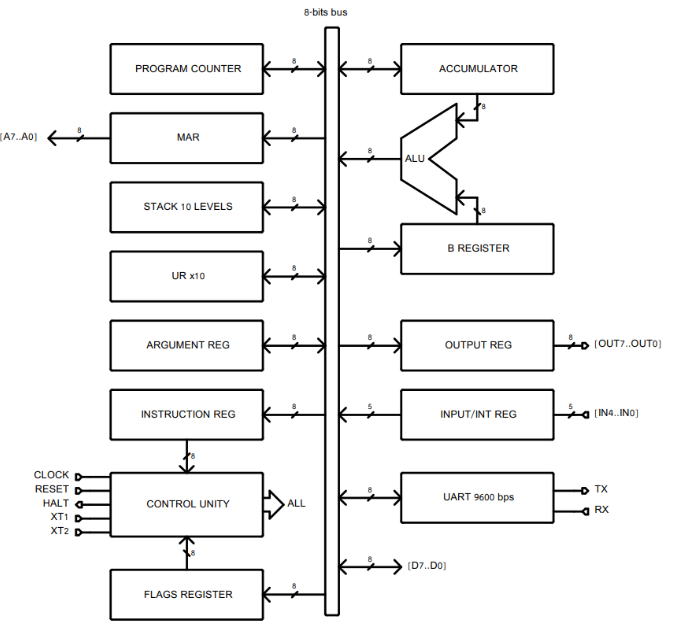 8-bits bus
PROGRAM COUNTER
8
8
ACCUMULATOR
8
[A7..A0]
8
MAR
8
8
ALU
STACK 10 LEVELS
8
8
8
B REGISTER
UR x10
8
ARGUMENT REG
8
8
OUTPUT REG
8
[OUT7..OUT0]
INSTRUCTION REG
8
5
INPUT/INT REG
5
[IN4..IN0]
8
CLOCK
RESET
HALT
XT1
XT2
CONTROL UNITY
ALL
8
UART 9600 bps
TX
RX
8
8
[D7..D0]
FLAGS REGISTER
8